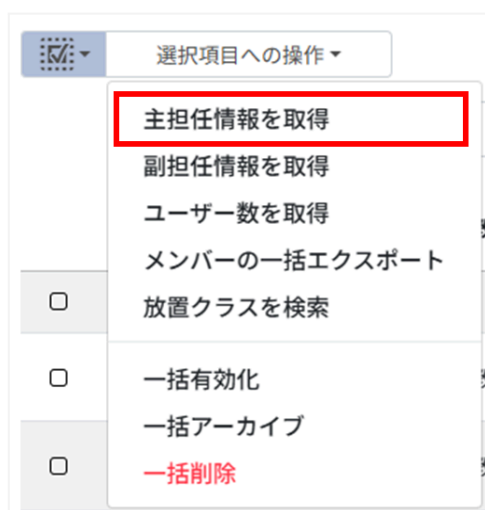 選択項目への操作
主担任情報を取得
副担任情報を取得
ユーザー数を取得
メンバーの一括エクスポート
放置クラスを検索
一括有効化
一括アーカイブ
一括削除